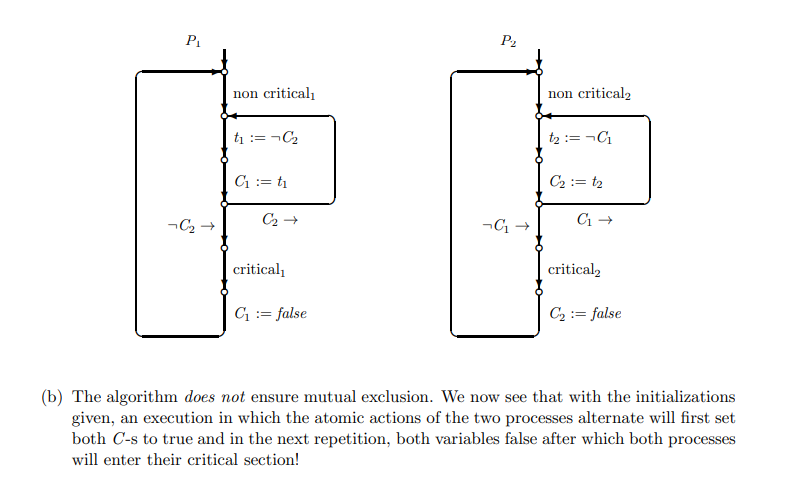 P₁ P₂
non critical₁ non critical₂
t₁ := ¬C₂ t₂ := ¬C₁
C₁ := t₁ C₂ := t₂
¬C₂ → C₂ → ¬C₁ → C₁ →
critical₁ critical₂
C₁ := false C₂ := false
(b) The algorithm does not ensure mutual exclusion. We now see that with the initializations
given, an execution in which the atomic actions of the two processes alternate will first set
both C-s to true and in the next repetition, both variables false after which both processes
will enter their critical section!